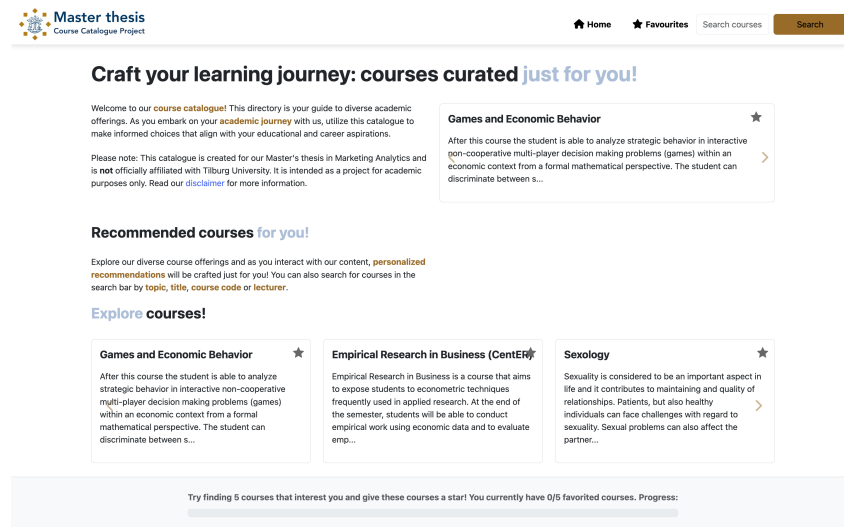 Master thesis
Course Catalogue Project
Home
Favourites
Search courses
Search
Craft your learning journey: courses curated just for you!
Welcome to our course catalogue! This directory is your guide to diverse academic
offerings. As you embark on your academic journey with us, utilize this catalogue to
make informed choices that align with your educational and career aspirations.
Please note: This catalogue is created for our Master's thesis in Marketing Analytics and
is not officially affiliated with Tilburg University. It is intended as a project for academic
purposes only. Read our disclaimer for more information.
Games and Economic Behavior
After this course the student is able to analyze strategic behavior in interactive
non-cooperative multi-player decision making problems (games) within an
economic context from a formal mathematical perspective. The student can
discriminate between s...
Recommended courses for you!
Explore our diverse course offerings and as you interact with our content, personalized
recommendations will be crafted just for you! You can also search for courses in the
search bar by topic, title, course code or lecturer.
Explore courses!
Games and Economic Behavior
After this course the student is able to analyze
strategic behavior in interactive non-cooperative
multi-player decision making problems (games)
within an economic context from a formal
mathematical perspective. The student can
discriminate between s...
Empirical Research in Business (CentER)
Empirical Research in Business is a course that aims
to expose students to econometric techniques
frequently used in applied research. At the end of
the semester, students will be able to conduct
empirical work using economic data and to evaluate
emp...
Sexology
Sexuality is considered to be an important aspect in
life and it contributes to maintaining and quality of
relationships. Patients, but also healthy
individuals can face challenges with regard to
sexuality. Sexual problems can also affect the
partner...
Try finding 5 courses that interest you and give these courses a star! You currently have 0/5 favorited courses. Progress: